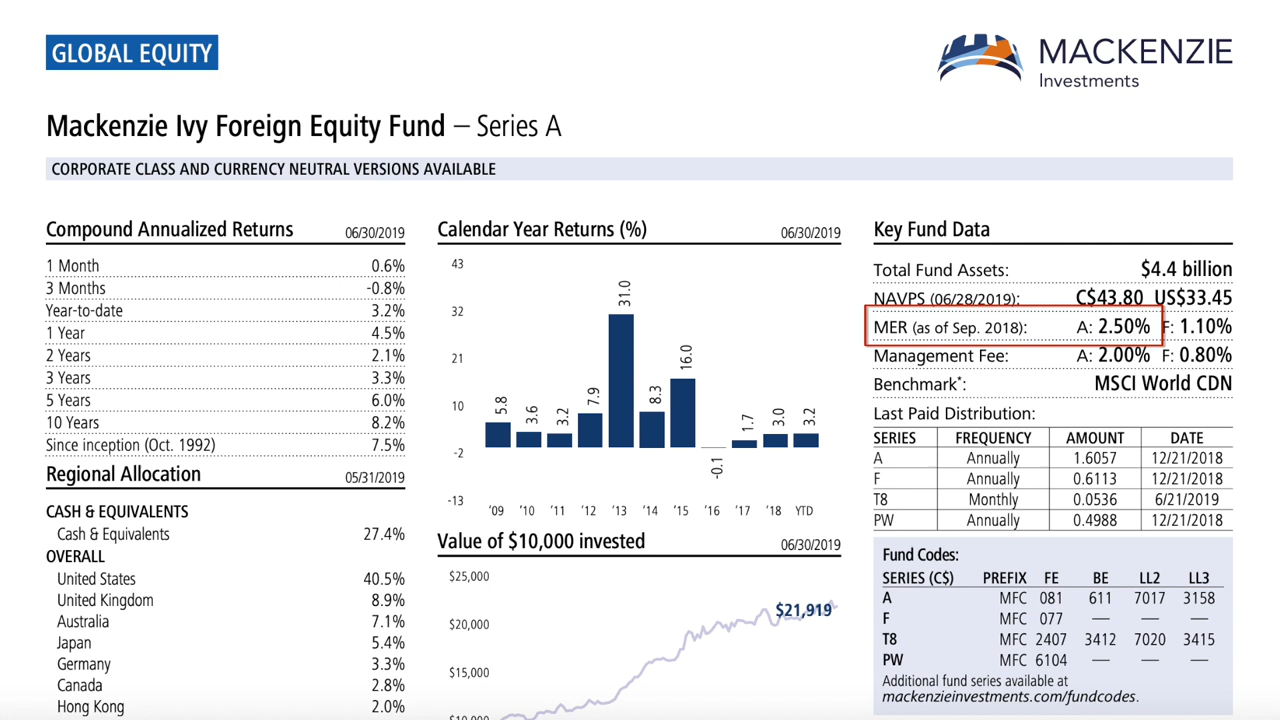 GLOBAL EQUITY
MACKENZIE
Investments
Mackenzie Ivy Foreign Equity Fund – Series A
CORPORATE CLASS AND CURRENCY NEUTRAL VERSIONS AVAILABLE
Compound Annualized Returns 06/30/2019
1 Month 0.6%
3 Months -0.8%
Year-to-date 3.2%
1 Year 4.5%
2 Years 2.1%
3 Years 3.3%
5 Years 6.0%
10 Years 8.2%
Since inception (Oct. 1992) 7.5%
Regional Allocation 05/31/2019
CASH & EQUIVALENTS
Cash & Equivalents 27.4%
OVERALL
United States 40.5%
United Kingdom 8.9%
Australia 7.1%
Japan 5.4%
Germany 3.3%
Canada 2.8%
Hong Kong 2.0%
Calendar Year Returns (%) 06/30/2019
43
32
21
10
-2
-13
5.8 3.6 3.2 7.9 31.0 8.3 16.0 -0.1 1.7 3.0 3.2
'09 '10 '11 '12 '13 '14 '15 '16 '17 '18 YTD
Value of $10,000 invested 06/30/2019
$25,000
$21,919
$20,000
$15,000
$10,000
Key Fund Data
Total Fund Assets: $4.4 billion
NAVPS (06/28/2019): C$43.80 US$33.45
MER (as of Sep. 2018): A: 2.50% F: 1.10%
Management Fee: A: 2.00% F: 0.80%
Benchmark*: MSCI World CDN
Last Paid Distribution:
SERIES FREQUENCY AMOUNT DATE
A Annually 1.6057 12/21/2018
F Annually 0.6113 12/21/2018
T8 Monthly 0.0536 6/21/2019
PW Annually 0.4988 12/21/2018
Fund Codes:
SERIES (C$) PREFIX FE BE LL2 LL3
A MFC 081 611 7017 3158
F MFC 077 — — —
T8 MFC 2407 3412 7020 3415
PW MFC 6104 — — —
Additional fund series available at
mackenzieinvestments.com/fundcodes.